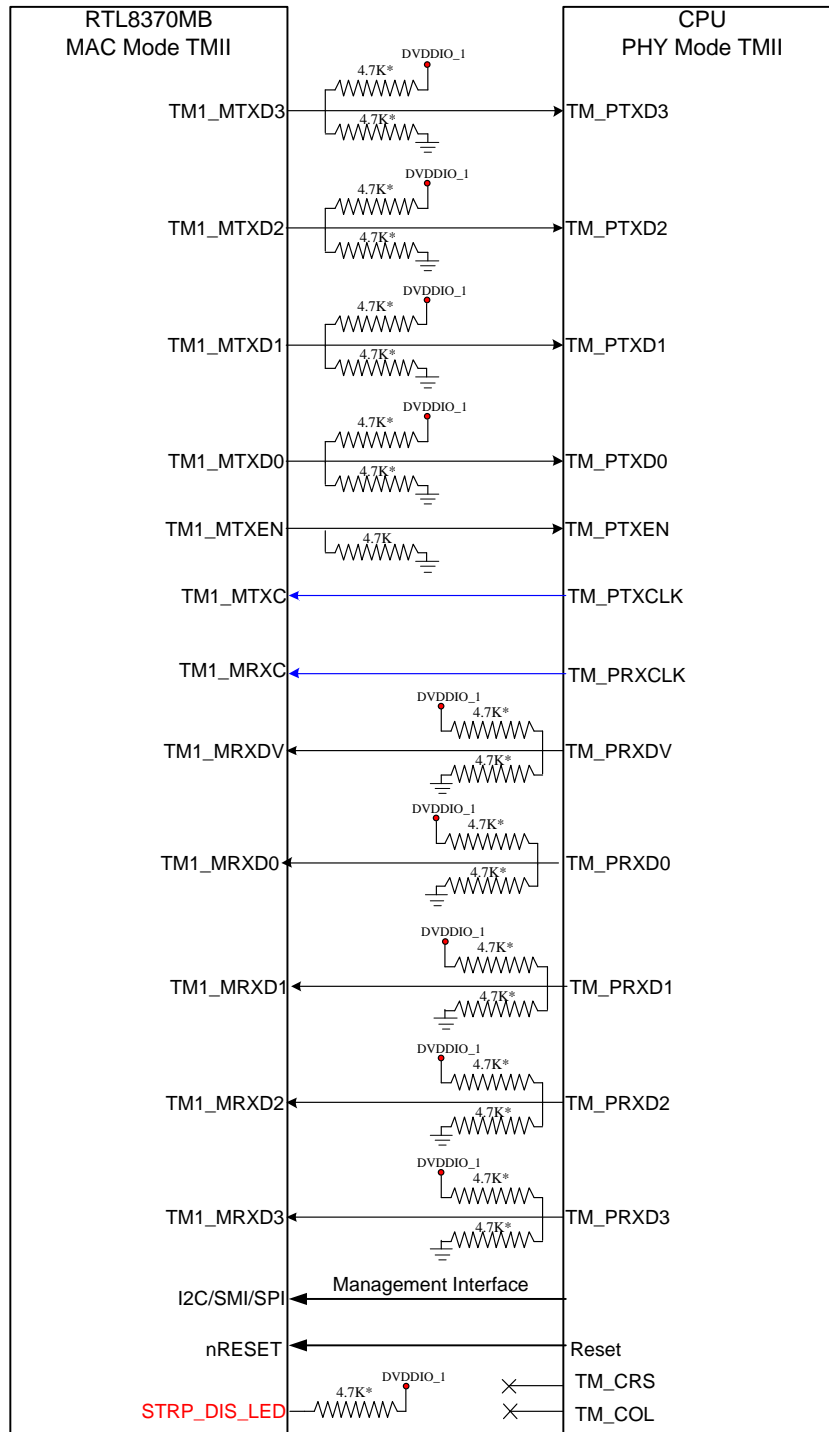 RTL8370MB
MAC Mode TMII
CPU
PHY Mode TMII
DVDDIO_1
4.7K*
TM1_MTXD3
TM_PTXD3
4.7K*
DVDDIO_1
4.7K*
TM1_MTXD2
TM_PTXD2
4.7K*
DVDDIO_1
4.7K*
TM1_MTXD1
TM_PTXD1
4.7K*
DVDDIO_1
4.7K*
TM1_MTXD0
TM_PTXD0
4.7K*
TM1_MTXEN
TM_PTXEN
4.7K
TM1_MTXC
TM_PTXCLK
TM1_MRXC
TM_PRXCLK
DVDDIO_1
4.7K*
TM1_MRXDV
TM_PRXDV
4.7K*
DVDDIO_1
4.7K*
TM1_MRXD0
TM_PRXD0
4.7K*
DVDDIO_1
4.7K*
TM1_MRXD1
TM_PRXD1
4.7K*
DVDDIO_1
4.7K*
TM1_MRXD2
TM_PRXD2
4.7K*
DVDDIO_1
4.7K*
TM1_MRXD3
TM_PRXD3
4.7K*
Management Interface
I2C/SMI/SPI
nRESET
Reset
DVDDIO_1
TM_CRS
4.7K*
STRP_DIS_LED
TM_COL